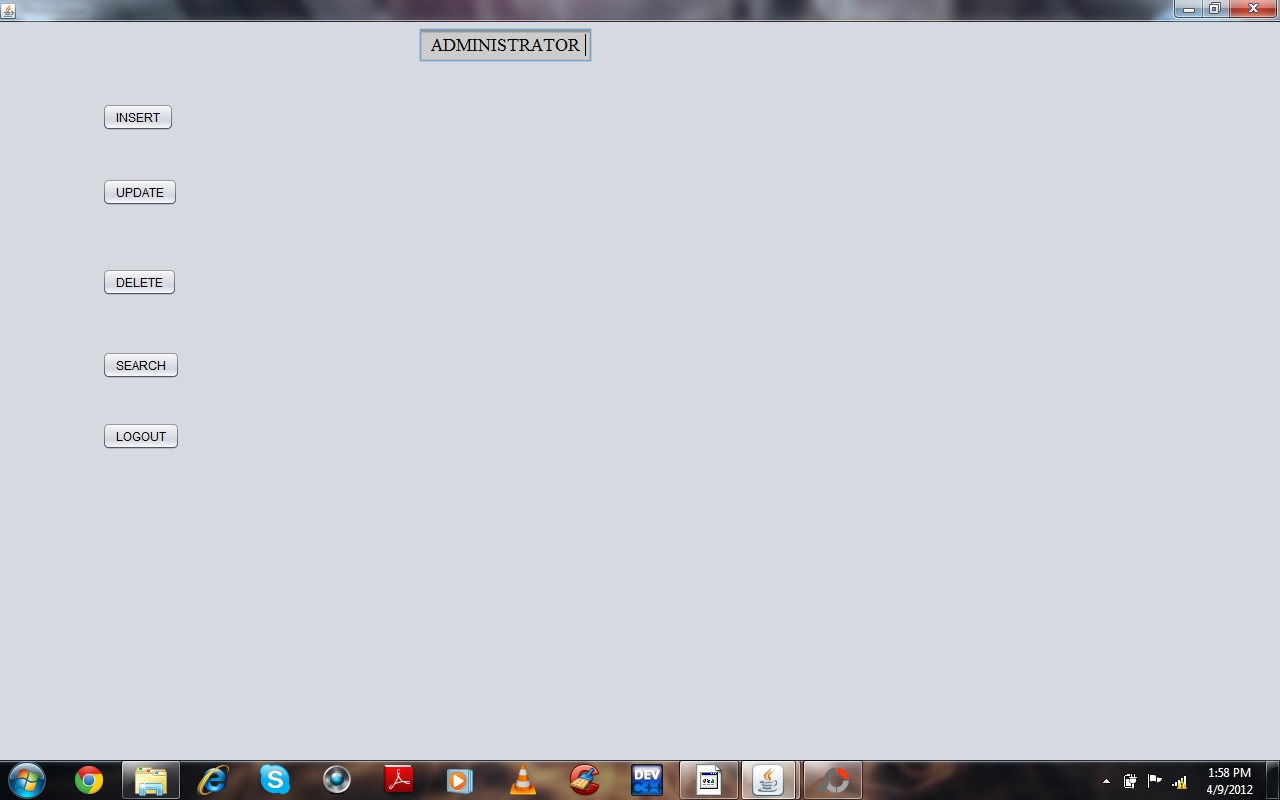 ADMINISTRATOR
INSERT
UPDATE
DELETE
SEARCH
LOGOUT
DEV
C++
1:58 PM
4/9/2012